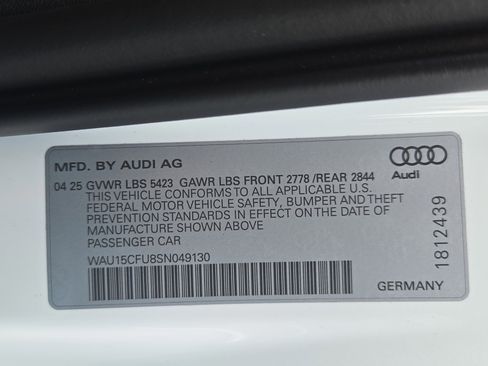 MFD. BY AUDI AG
04 25 GVWR LBS 5423 GAWR LBS FRONT 2778 /REAR 2844
THIS VEHICLE CONFORMS TO ALL APPLICABLE U.S.
FEDERAL MOTOR VEHICLE SAFETY, BUMPER AND THEFT
PREVENTION STANDARDS IN EFFECT ON THE DATE OF
MANUFACTURE SHOWN ABOVE
PASSENGER CAR
WAU15CFU8SN049130
GERMANY
Audi
1812439